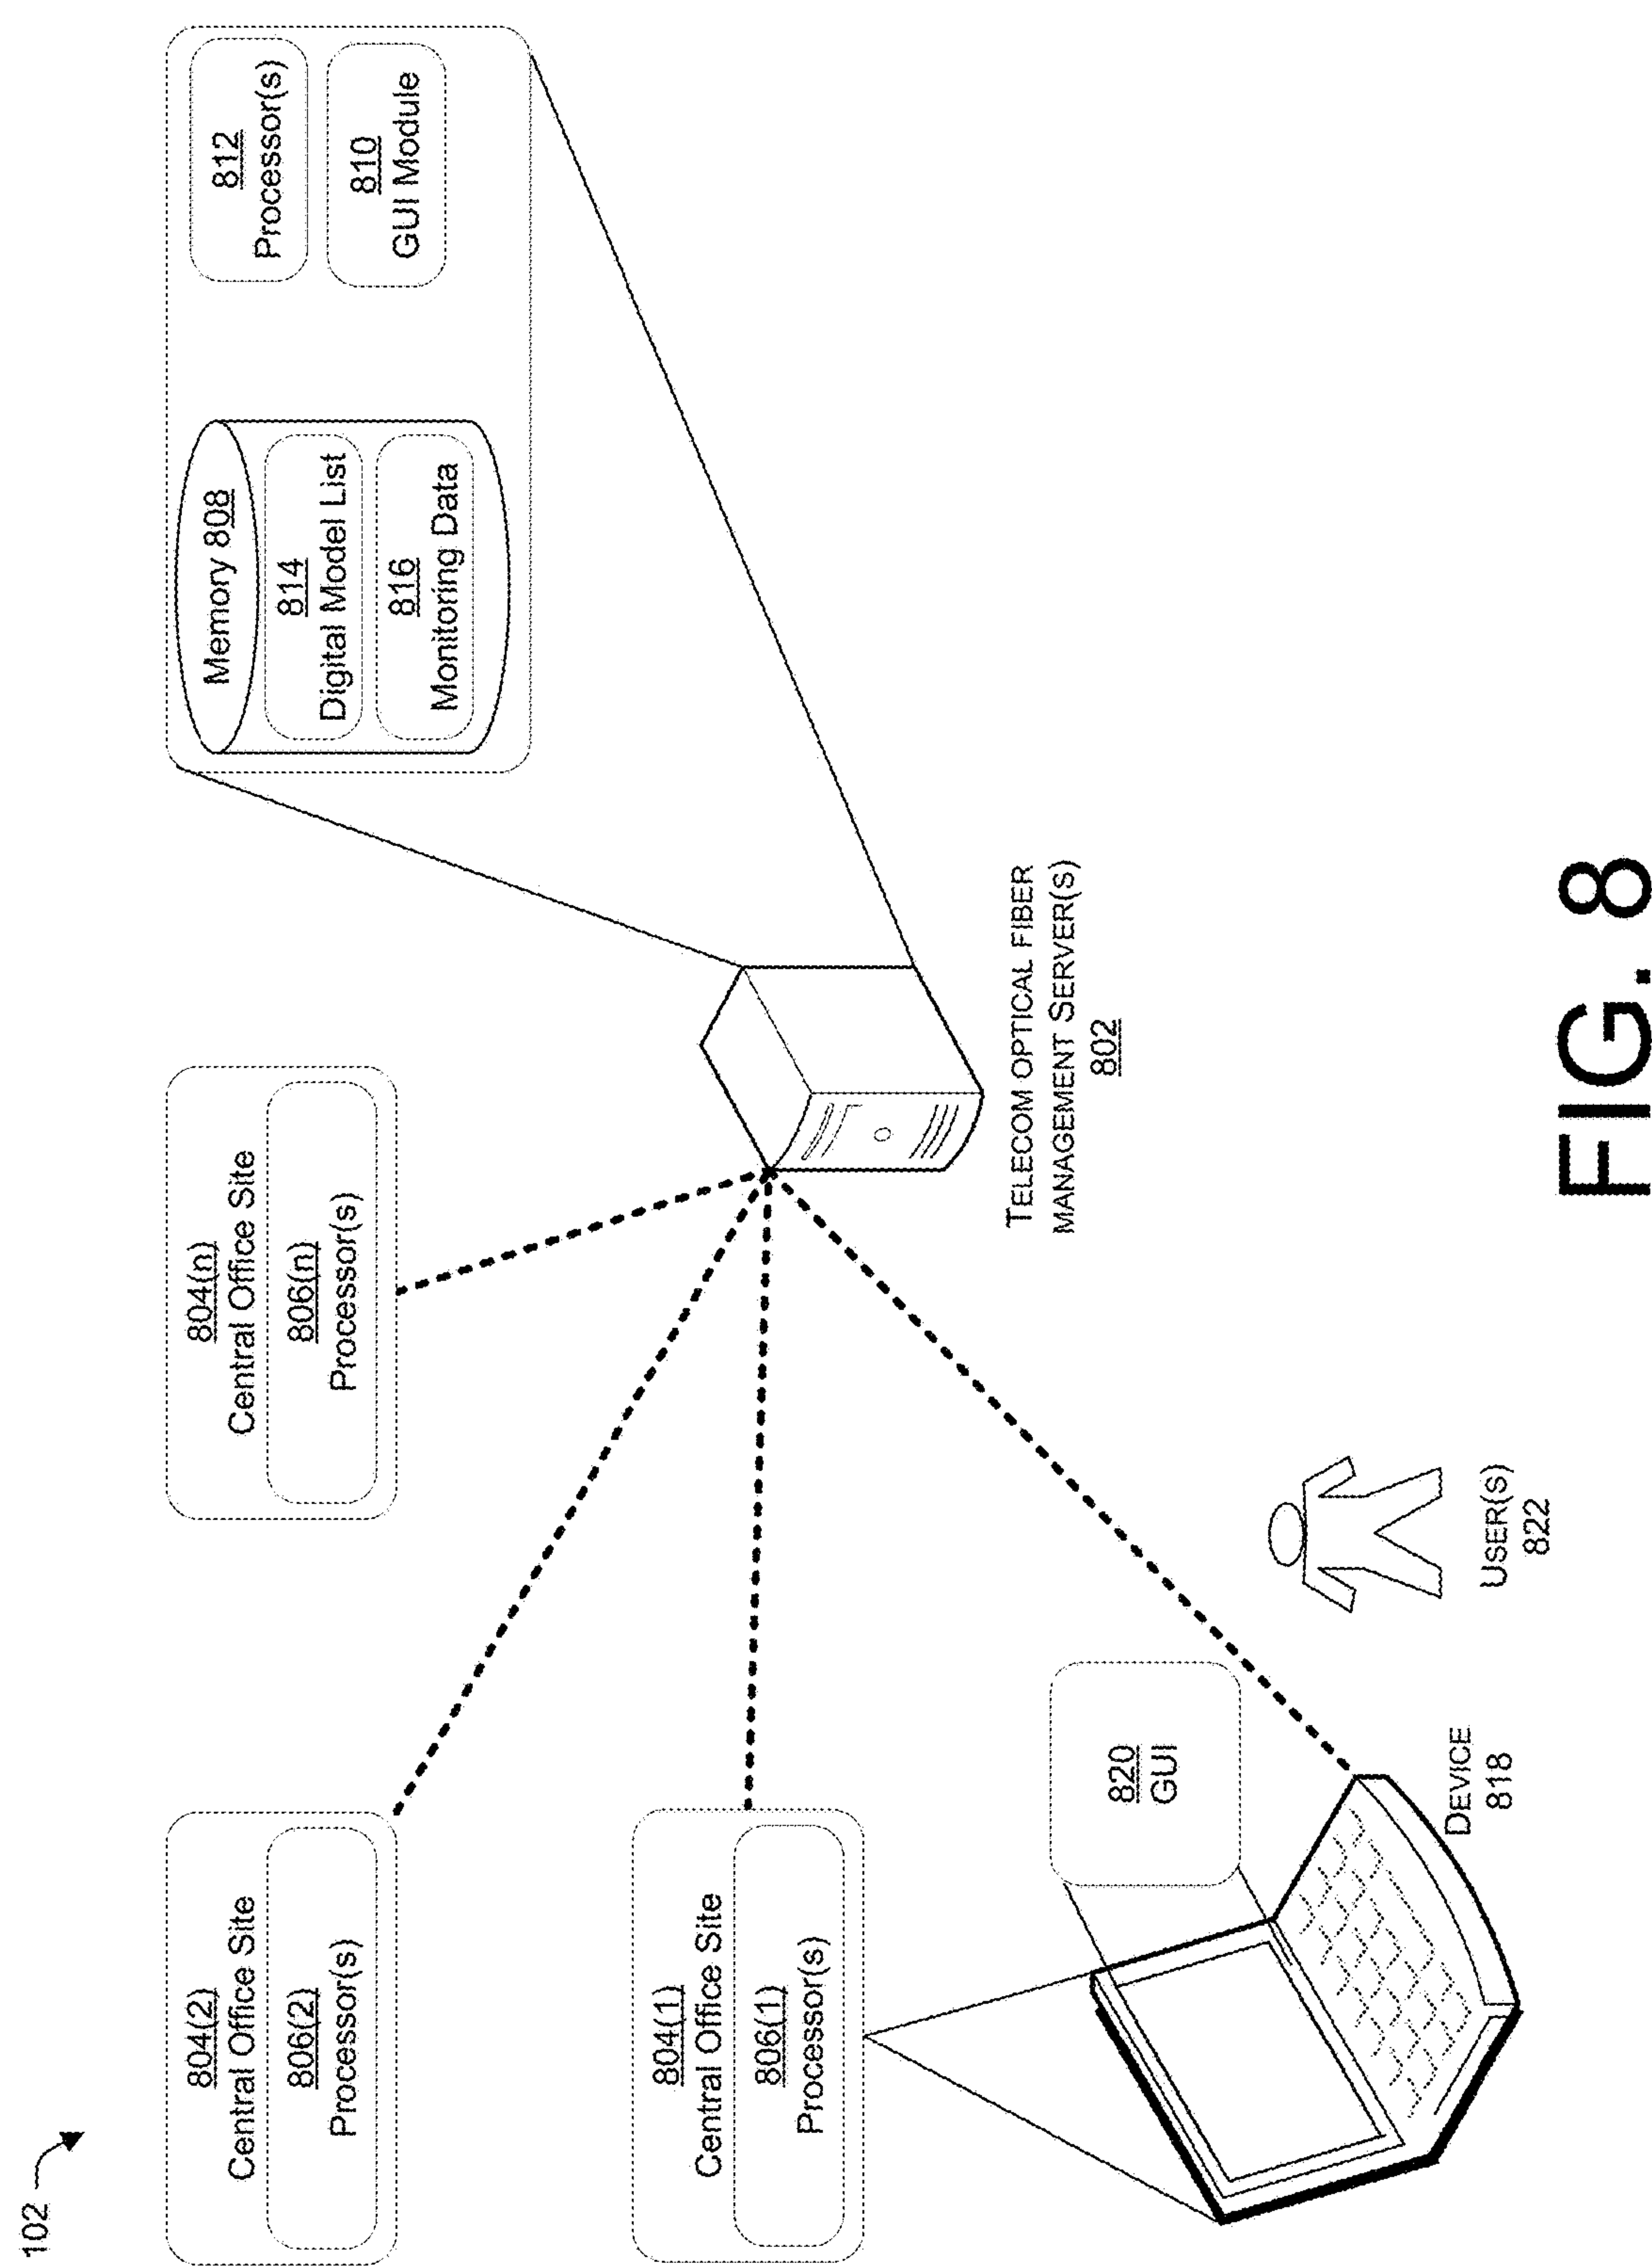 102
804(2)
Central Office Site
806(2)
Processor(s)
804(n)
Central Office Site
806(n)
Processor(s)
Memory 808
814
Digital Model List
816
Monitoring Data
812
Processor(s)
810
GUI Module
804(1)
Central Office Site
806(1)
Processor(s)
TELECOM OPTICAL FIBER
MANAGEMENT SERVER(S)
802
820
GUI
DEVICE
818
USER(S)
822
FIG. 8